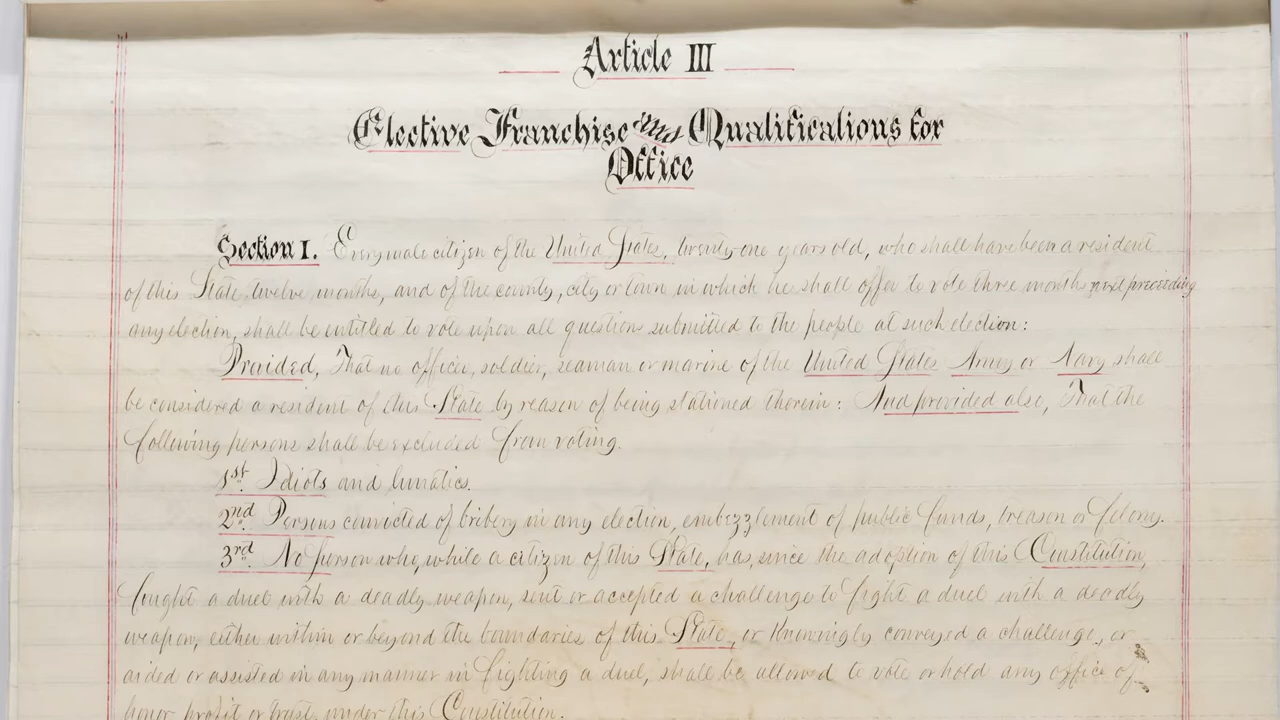 Article III
Elective Franchise and Qualifications for
Office
Section I. Every male citizen of the United States, twenty one years old, who shall have been a resident
of this State twelve months, and of the county, city or town in which he shall offer to vote three months next preceeding
any election, shall be entitled to vote upon all questions submitted to the people at such election:
Provided, That no officer, soldier, seaman or marine of the United States Army or Navy shall
be considered a resident of this State by reason of being stationed therein: And provided also, That the
following persons shall be excluded from voting.
1st. Idiots and lunatics.
2nd Persons convicted of bribery in any election, embezzlement of public funds, treason or felony.
3rd. No person who, while a citizen of this State, has, since the adoption of this Constitution,
fought a duel with a deadly weapon, sent or accepted a challenge to fight a duel with a deadly
weapon, either within or beyond the boundaries of this State, or knowingly conveyed a challenge, or
aided or assisted in any manner in fighting a duel, shall be allowed to vote or hold any office of
honor profit or trust, under this Constitution.